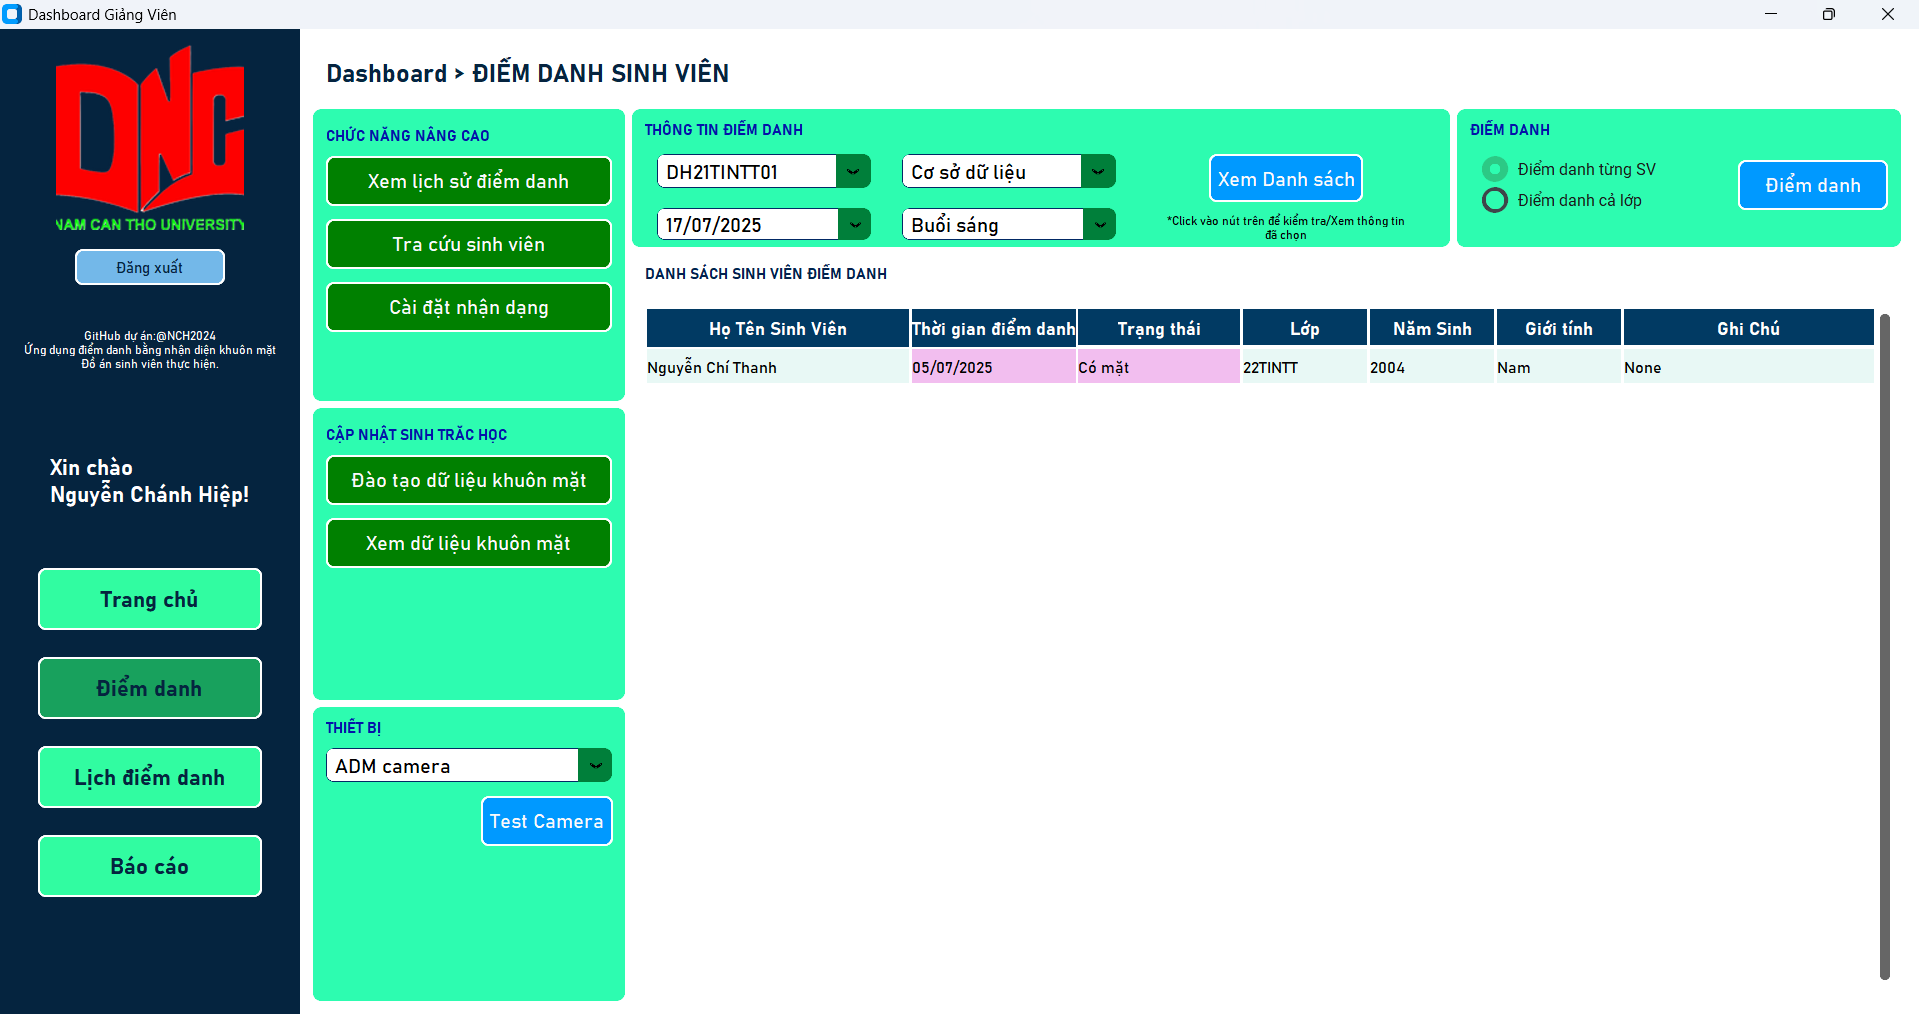 Dashboard Giảng Viên
DNC
NAM CAN THO UNIVERSITY
Đăng xuất
GitHub dự án:@NCH2024
Ứng dụng điểm danh bằng nhận diện khuôn mặt
Đồ án sinh viên thực hiện.
Xin chào
Nguyễn Chánh Hiệp!
Trang chủ
Điểm danh
Lịch điểm danh
Báo cáo
Dashboard > ĐIỂM DANH SINH VIÊN
CHỨC NĂNG NÂNG CAO
Xem lịch sử điểm danh
Tra cứu sinh viên
Cài đặt nhận dạng
CẬP NHẬT SINH TRẮC HỌC
Đào tạo dữ liệu khuôn mặt
Xem dữ liệu khuôn mặt
THIẾT BỊ
ADM camera
Test Camera
THÔNG TIN ĐIỂM DANH
DH21TINTT01
Cơ sở dữ liệu
17/07/2025
Buổi sáng
Xem Danh sách
*Click vào nút trên để kiểm tra/Xem thông tin
đã chọn
ĐIỂM DANH
Điểm danh từng SV
Điểm danh cả lớp
Điểm danh
DANH SÁCH SINH VIÊN ĐIỂM DANH
Họ Tên Sinh Viên Thời gian điểm danh Trạng thái Lớp Năm Sinh Giới tính Ghi Chú
Nguyễn Chí Thanh 05/07/2025 Có mặt 22TINTT 2004 Nam None